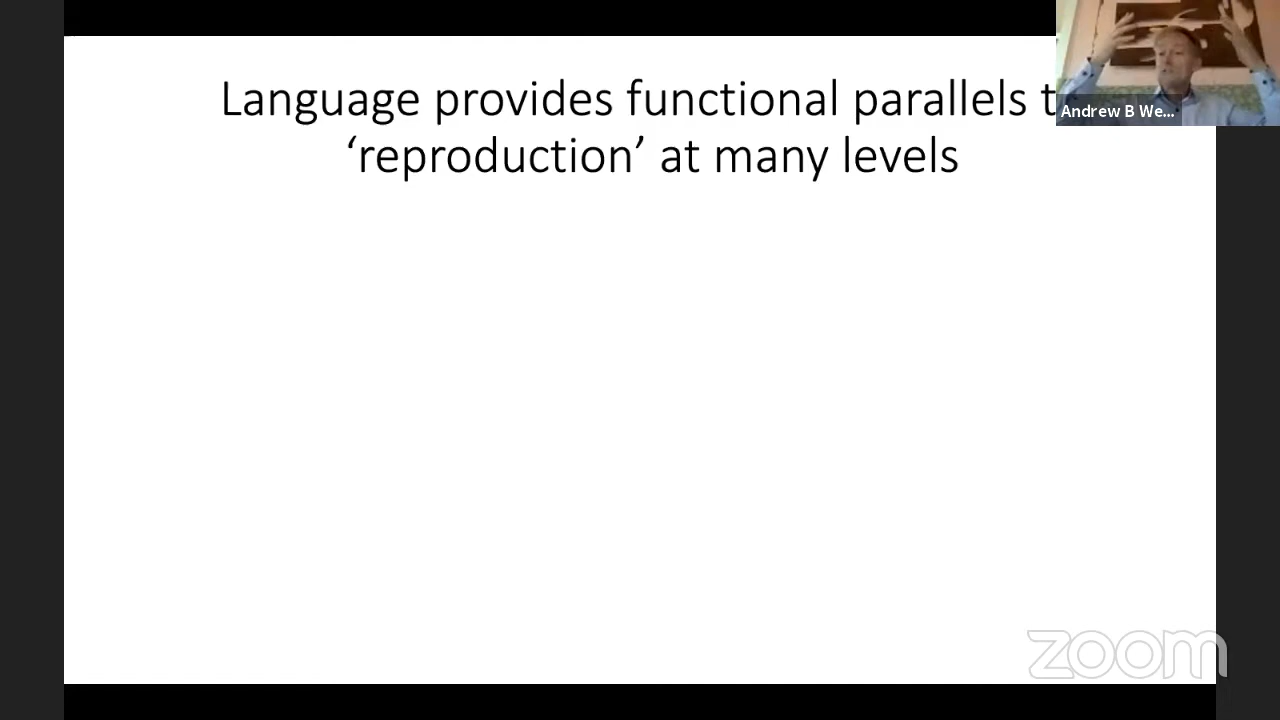 Language provides functional parallels t
‘reproduction’ at many levels
Andrew B We...
zoom